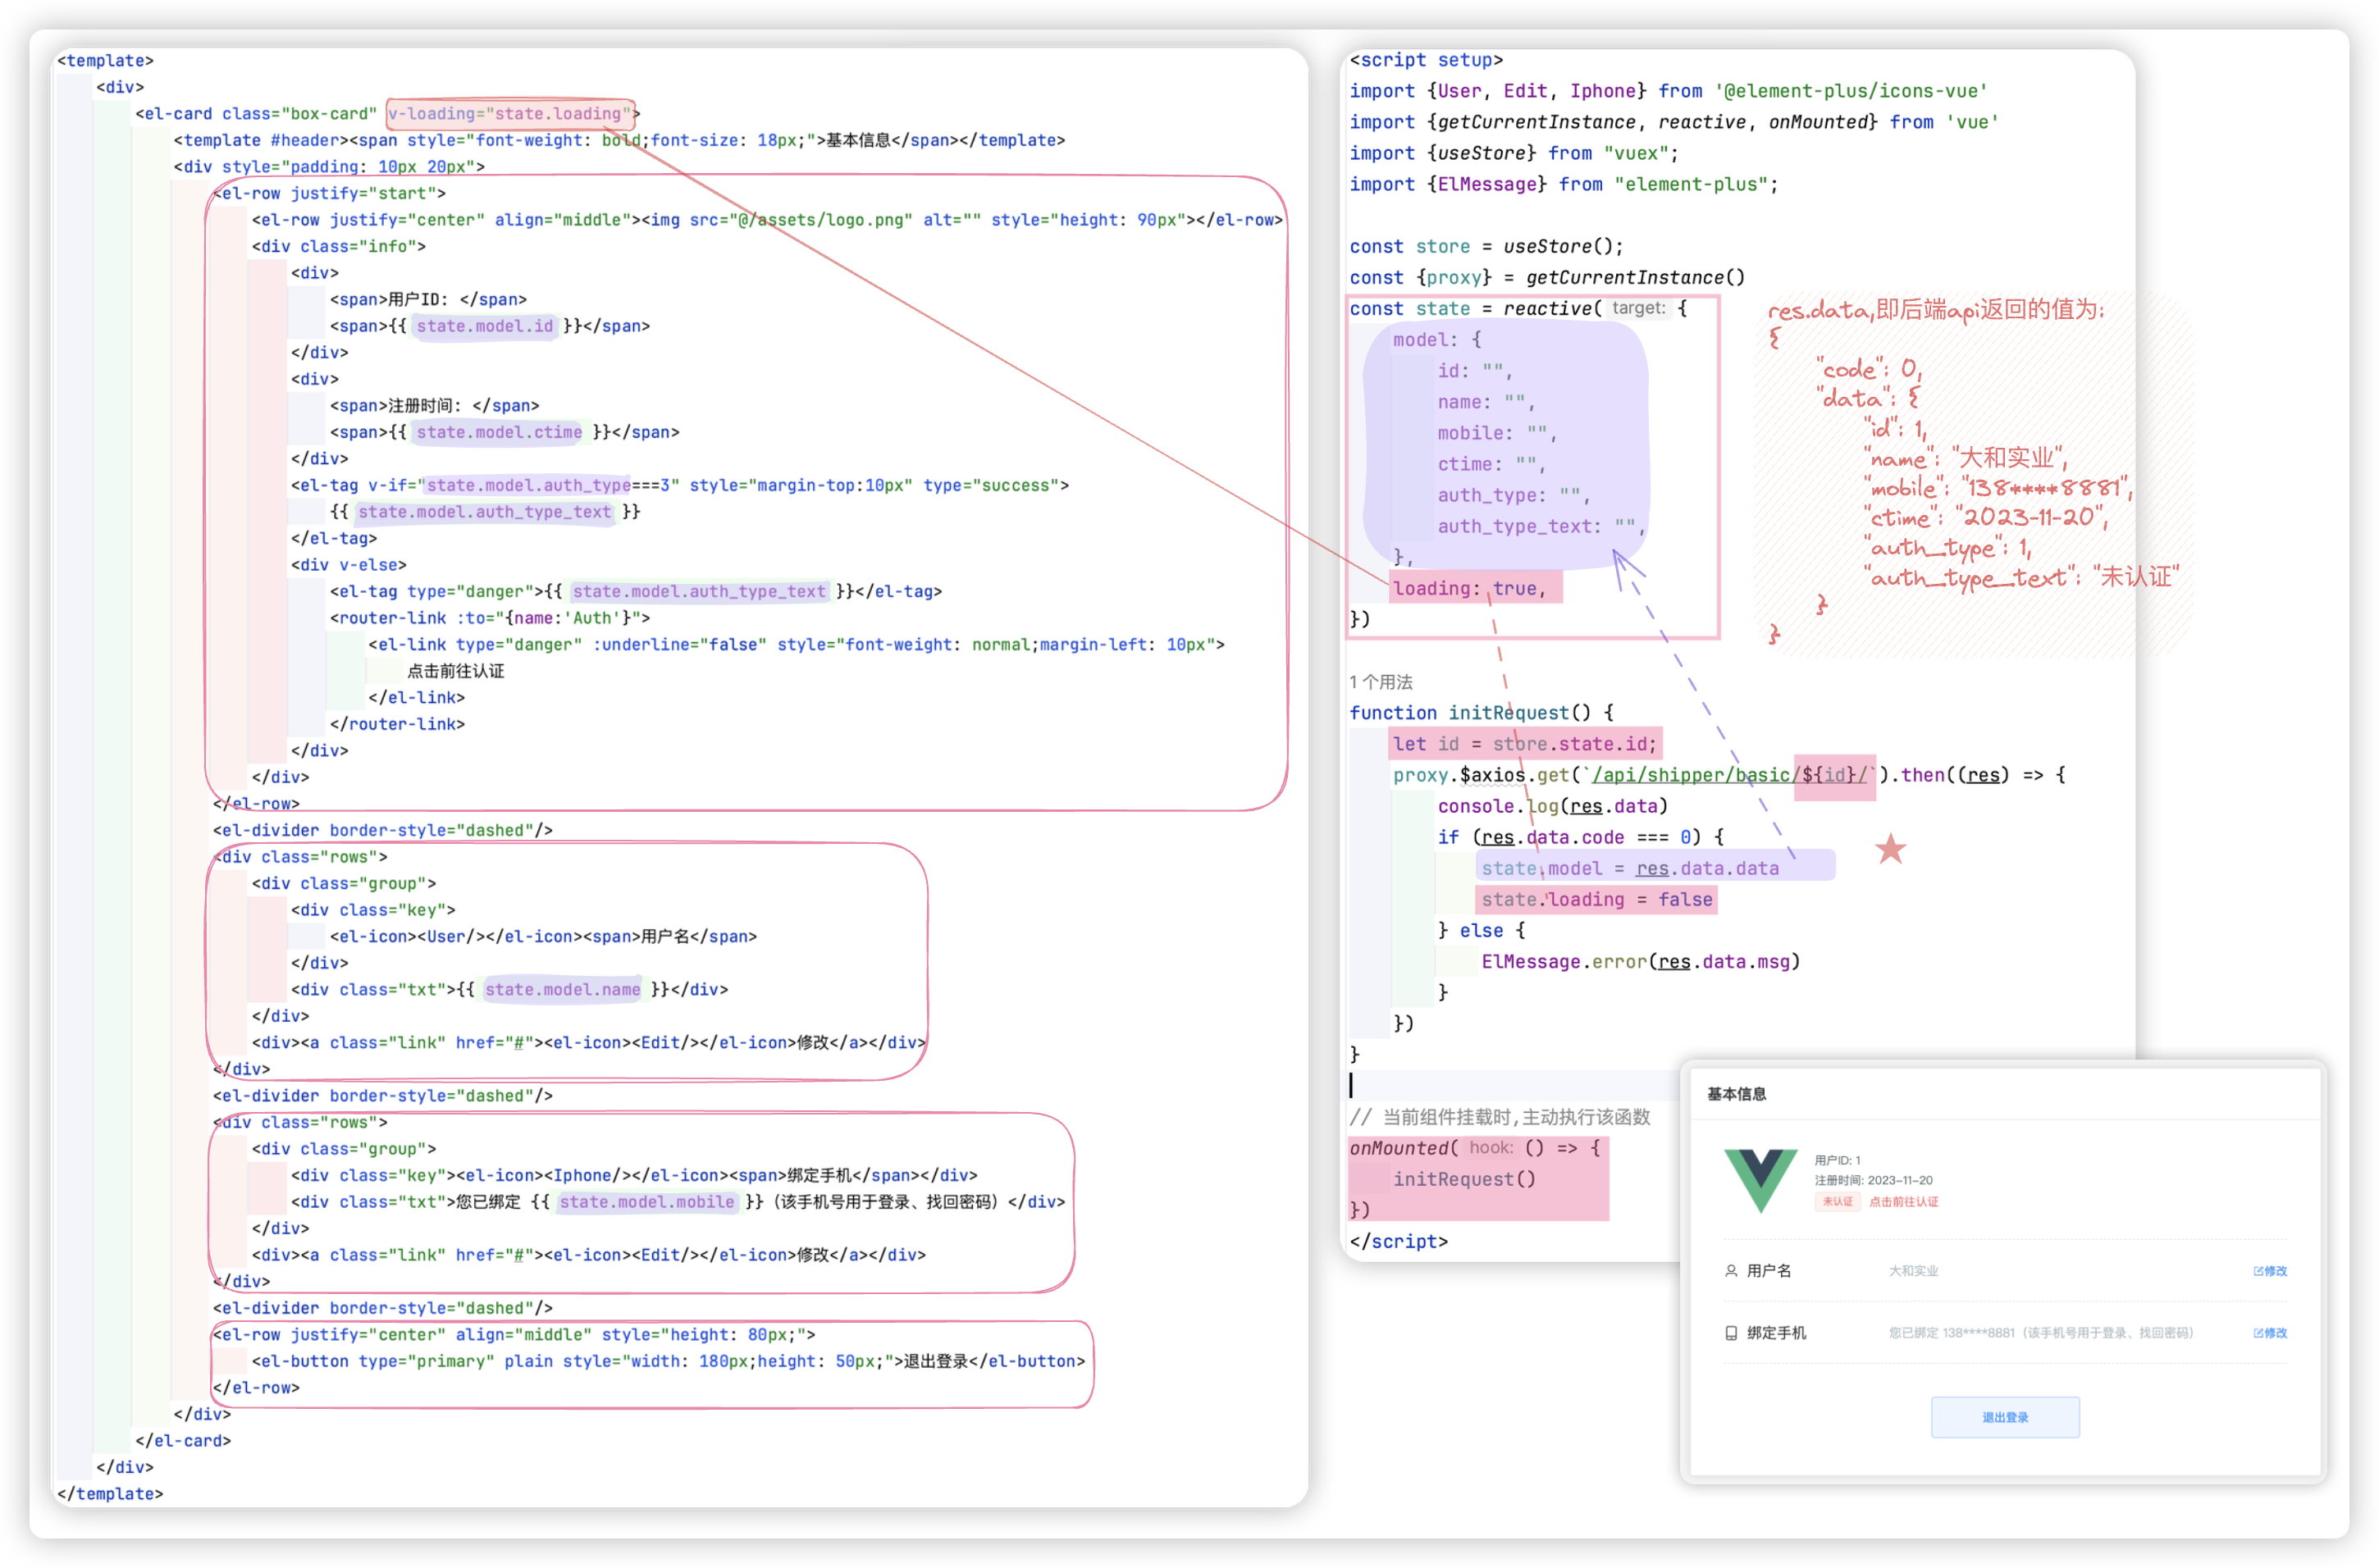 <template>
<div>
<el-card class="box-card" v-loading="state.loading">
<template #header><span style="font-weight: bold;font-size: 18px;">基本信息</span></template>
<div style="padding: 10px 20px">
<el-row justify="start">
<el-row justify="center" align="middle"><img src="@/assets/logo.png" alt="" style="height: 90px"></el-row>
<div class="info">
<div>
<span>用户ID: </span>
<span>{{ state.model.id }}</span>
</div>
<div>
<span>注册时间: </span>
<span>{{ state.model.ctime }}</span>
</div>
<el-tag v-if="state.model.auth_type===3" style="margin-top:10px" type="success">
{{ state.model.auth_type_text }}
</el-tag>
<div v-else>
<el-tag type="danger">{{ state.model.auth_type_text }}</el-tag>
<router-link :to="{name:'Auth'}">
<el-link type="danger" :underline="false" style="font-weight: normal;margin-left: 10px">
点击前往认证
</el-link>
</router-link>
</div>
</div>
</el-row>
<el-divider border-style="dashed"/>
<div class="rows">
<div class="group">
<div class="key">
<el-icon><User/></el-icon><span>用户名</span>
</div>
<div class="txt">{{ state.model.name }}</div>
</div>
<div><a class="link" href="#"><el-icon><Edit/></el-icon>修改</a></div>
</div>
<el-divider border-style="dashed"/>
<div class="rows">
<div class="group">
<div class="key"><el-icon><Iphone/></el-icon><span>绑定手机</span></div>
<div class="txt">您已绑定 {{ state.model.mobile }}（该手机号用于登录、找回密码）</div>
</div>
<div><a class="link" href="#"><el-icon><Edit/></el-icon>修改</a></div>
</div>
<el-divider border-style="dashed"/>
<el-row justify="center" align="middle" style="height: 80px;">
<el-button type="primary" plain style="width: 180px;height: 50px;">退出登录</el-button>
</el-row>
</div>
</el-card>
</div>
</template>
<script setup>
import {User, Edit, Iphone} from '@element-plus/icons-vue'
import {getCurrentInstance, reactive, onMounted} from 'vue'
import {useStore} from "vuex";
import {ElMessage} from "element-plus";
const store = useStore();
const {proxy} = getCurrentInstance()
const state = reactive( target: {
model: {
id: "",
name: "",
mobile: "",
ctime: "",
auth_type: "",
auth_type_text: "",
},
loading: true,
})
1 个用法
function initRequest() {
let id = store.state.id;
proxy.$axios.get(`/api/shipper/basic/${id}/`).then((res) => {
console.log(res.data)
if (res.data.code === 0) {
state.model = res.data.data
state.loading = false
} else {
ElMessage.error(res.data.msg)
}
})
}
// 当前组件挂载时,主动执行该函数
onMounted( hook: () => {
initRequest()
})
</script>
res.data,即后端api返回的值为:
{
"code": 0,
"data": {
"id": 1,
"name": "大和实业",
"mobile": "138****8881",
"ctime": "2023-11-20",
"auth_type": 1,
"auth_type_text": "未认证"
}
}
基本信息
用户ID: 1
注册时间: 2023-11-20
未认证 点击前往认证
用户名 大和实业 修改
绑定手机 您已绑定 138****8881（该手机号用于登录、找回密码） 修改
退出登录